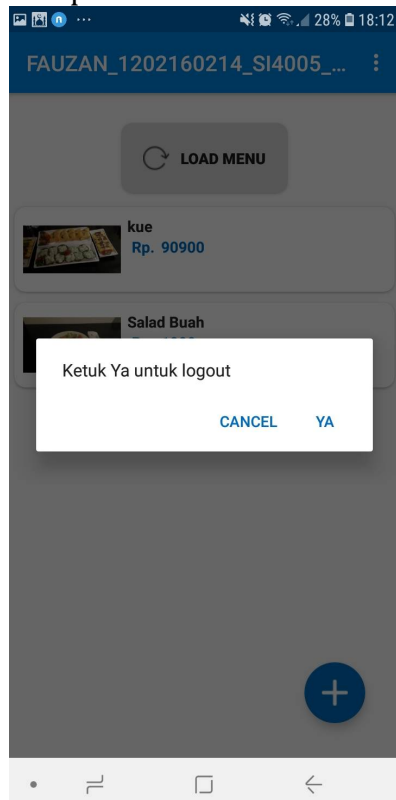 28% 18:12
FAUZAN_1202160214_SI4005_...
LOAD MENU
kue
Rp. 90900
Salad Buah
Ketuk Ya untuk logout
CANCEL YA